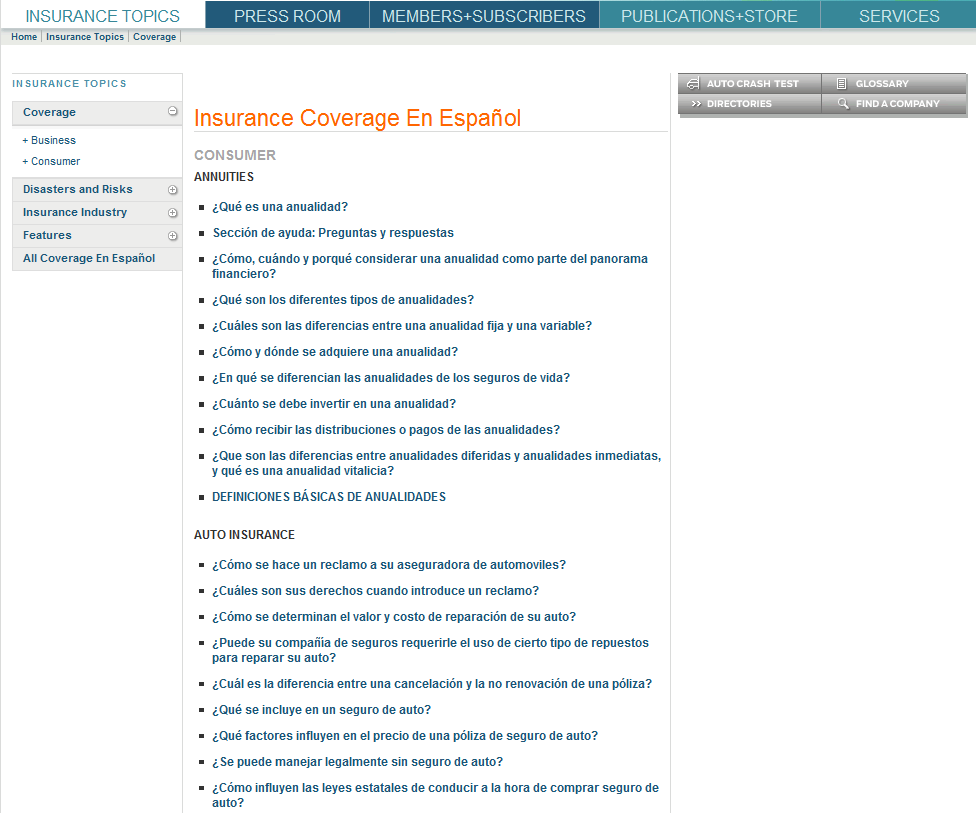 INSURANCE TOPICS
PRESS ROOM
MEMBERS+SUBSCRIBERS
PUBLICATIONS+STORE
SERVICES
Home
Insurance Topics
Coverage
INSURANCE TOPICS
Coverage
+ Business
+ Consumer
Disasters and Risks
Insurance Industry
Features
All Coverage En Español
Insurance Coverage En Español
CONSUMER
ANNUITIES
¿Qué es una anualidad?
Sección de ayuda: Preguntas y respuestas
¿Cómo, cuándo y porqué considerar una anualidad como parte del panorama
financiero?
¿Qué son los diferentes tipos de anualidades?
¿Cuáles son las diferencias entre una anualidad fija y una variable?
¿Cómo y dónde se adquiere una anualidad?
¿En qué se diferencian las anualidades de los seguros de vida?
¿Cuánto se debe invertir en una anualidad?
¿Cómo recibir las distribuciones o pagos de las anualidades?
¿Que son las diferencias entre anualidades diferidas y anualidades inmediatas,
y qué es una anualidad vitalicia?
DEFINICIONES BÁSICAS DE ANUALIDADES
AUTO INSURANCE
¿Cómo se hace un reclamo a su aseguradora de automoviles?
¿Cuáles son sus derechos cuando introduce un reclamo?
¿Cómo se determinan el valor y costo de reparación de su auto?
¿Puede su compañía de seguros requerirle el uso de cierto tipo de repuestos
para reparar su auto?
¿Cuál es la diferencia entre una cancelación y la no renovación de una póliza?
¿Qué se incluye en un seguro de auto?
¿Qué factores influyen en el precio de una póliza de seguro de auto?
¿Se puede manejar legalmente sin seguro de auto?
¿Cómo influyen las leyes estatales de conducir a la hora de comprar seguro de
auto?
AUTO CRASH TEST
GLOSSARY
DIRECTORIES
FIND A COMPANY